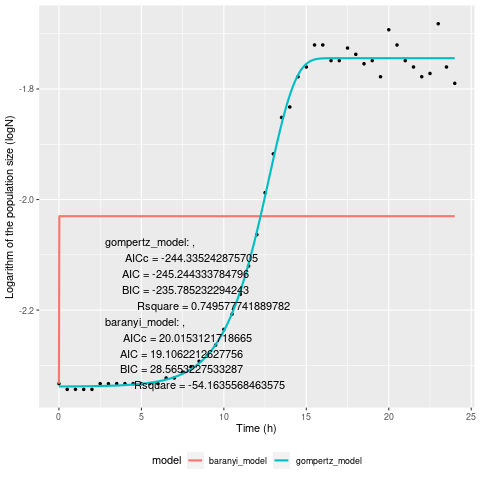 -1.8
-2.0
-2.2
Logarithm of the population size (logN)
gompertz_model: ,
AICc = -244.335242875705
AIC = -245.244333784796
BIC = -235.785232294243
Rsquare = 0.749577741889782
baranyi_model: ,
AICc = 20.0153121718665
AIC = 19.1062212627756
BIC = 28.5653227533287
Rsquare = -54.1635568463575
0
5
10
15
20
25
Time (h)
model
baranyi_model
gompertz_model